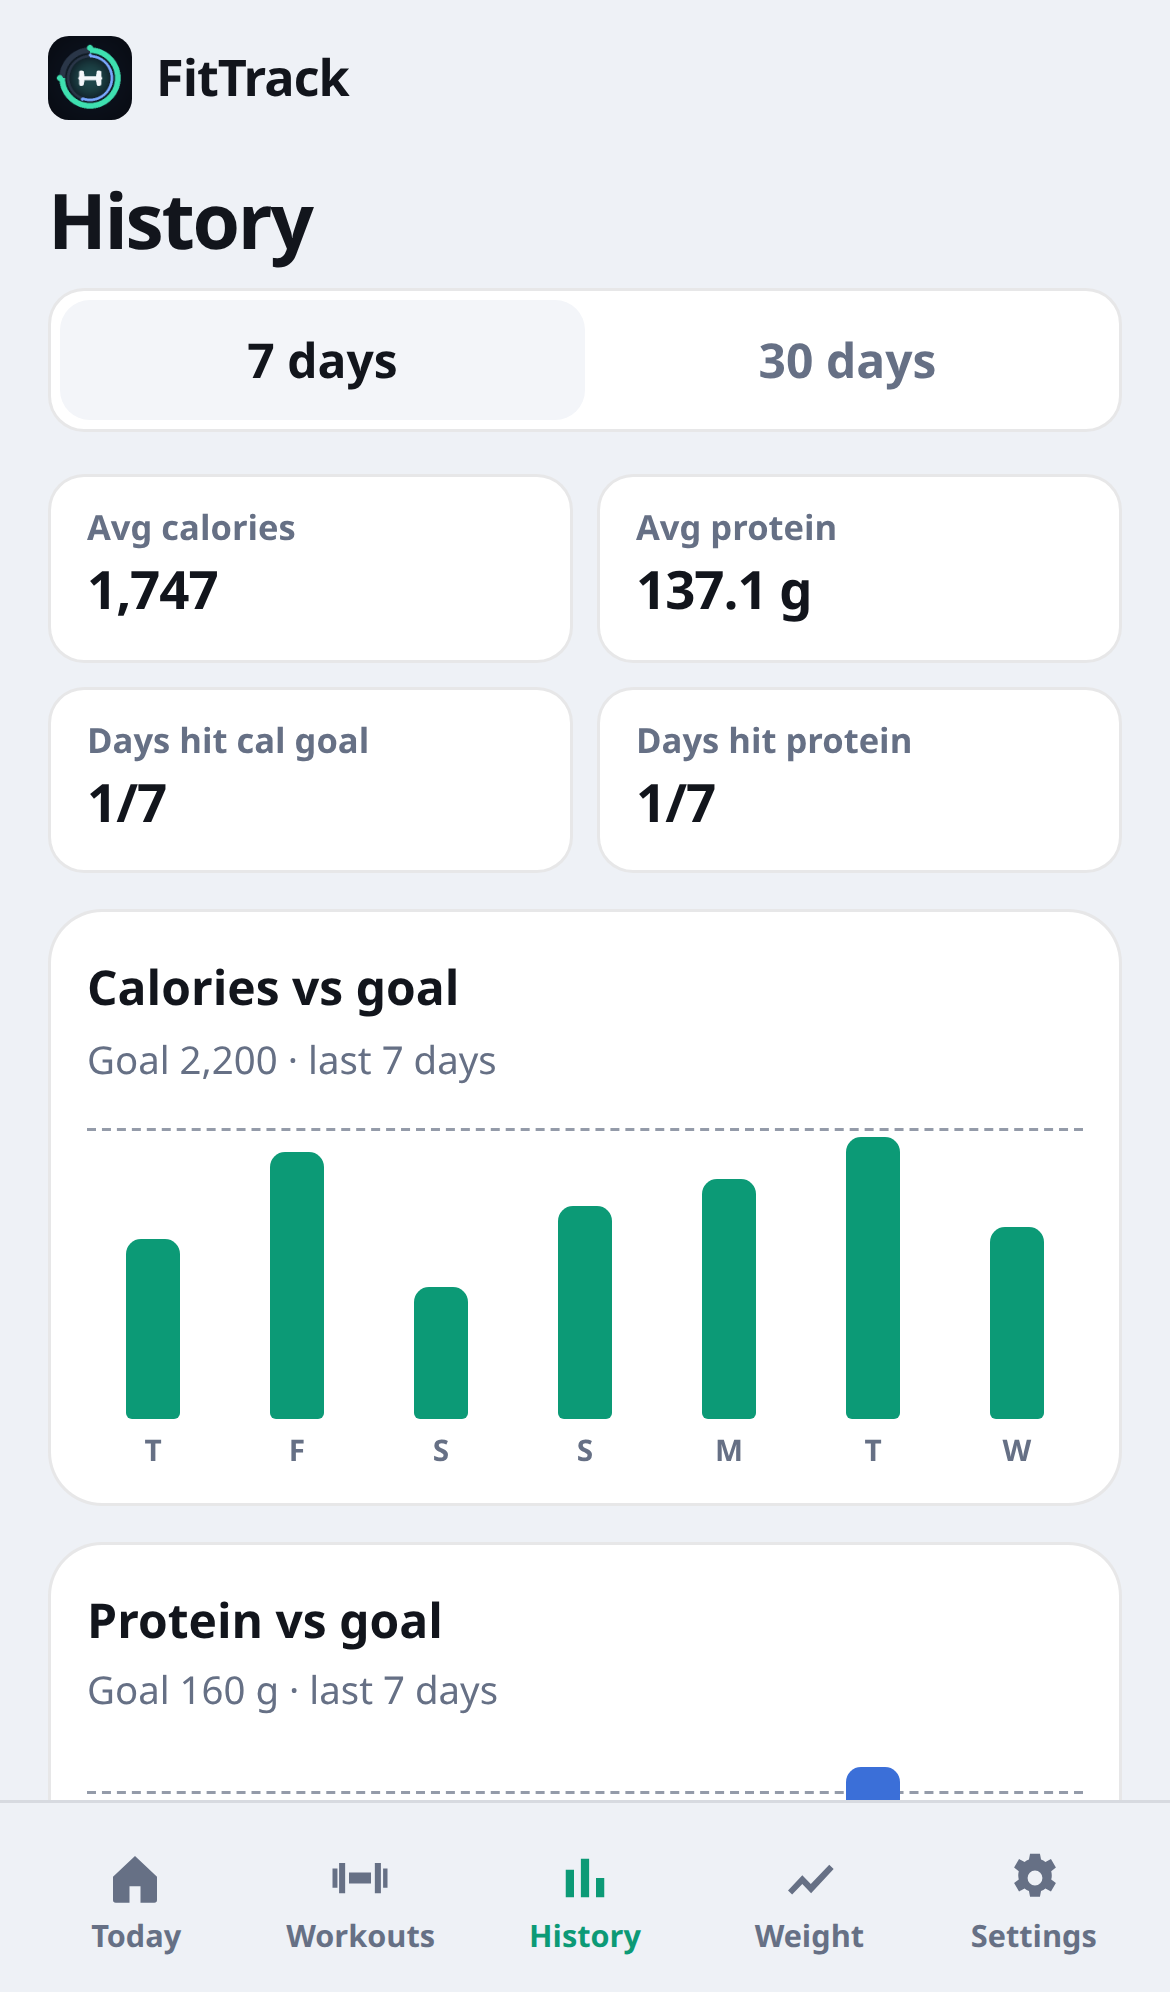 FitTrack
History
7 days
30 days
Avg calories
1,747
Avg protein
137.1 g
Days hit cal goal
1/7
Days hit protein
1/7
Calories vs goal
Goal 2,200 · last 7 days
T F S S M T W
Protein vs goal
Goal 160 g · last 7 days
Today
Workouts
History
Weight
Settings